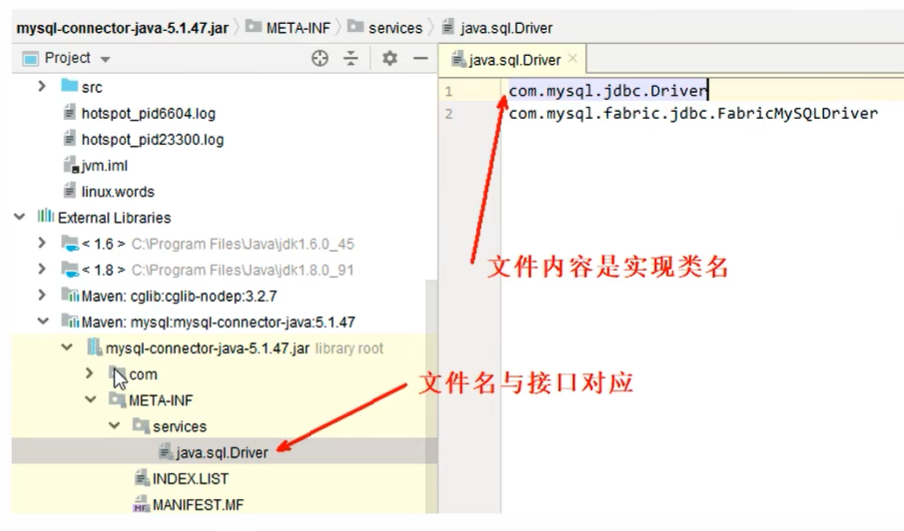 mysql-connector-java-5.1.47.jar META-INF services java.sql.Driver
Project
src
hotspot_pid6604.log
hotspot_pid23300.log
jvm.iml
linux.words
External Libraries
< 1.6 > C:\Program Files\Java\jdk1.6.0_45
< 1.8 > C:\Program Files\Java\jdk1.8.0_91
Maven: cglib:cglib-nodep:3.2.7
Maven: mysql:mysql-connector-java:5.1.47
mysql-connector-java-5.1.47.jar library root
com
META-INF
services
java.sql.Driver
INDEX.LIST
MF MANIFEST.MF
java.sql.Driver
1 com.mysql.jdbc.Driver
2 com.mysql.fabric.jdbc.FabricMySQLDriver
文件内容是实现类名
文件名与接口对应